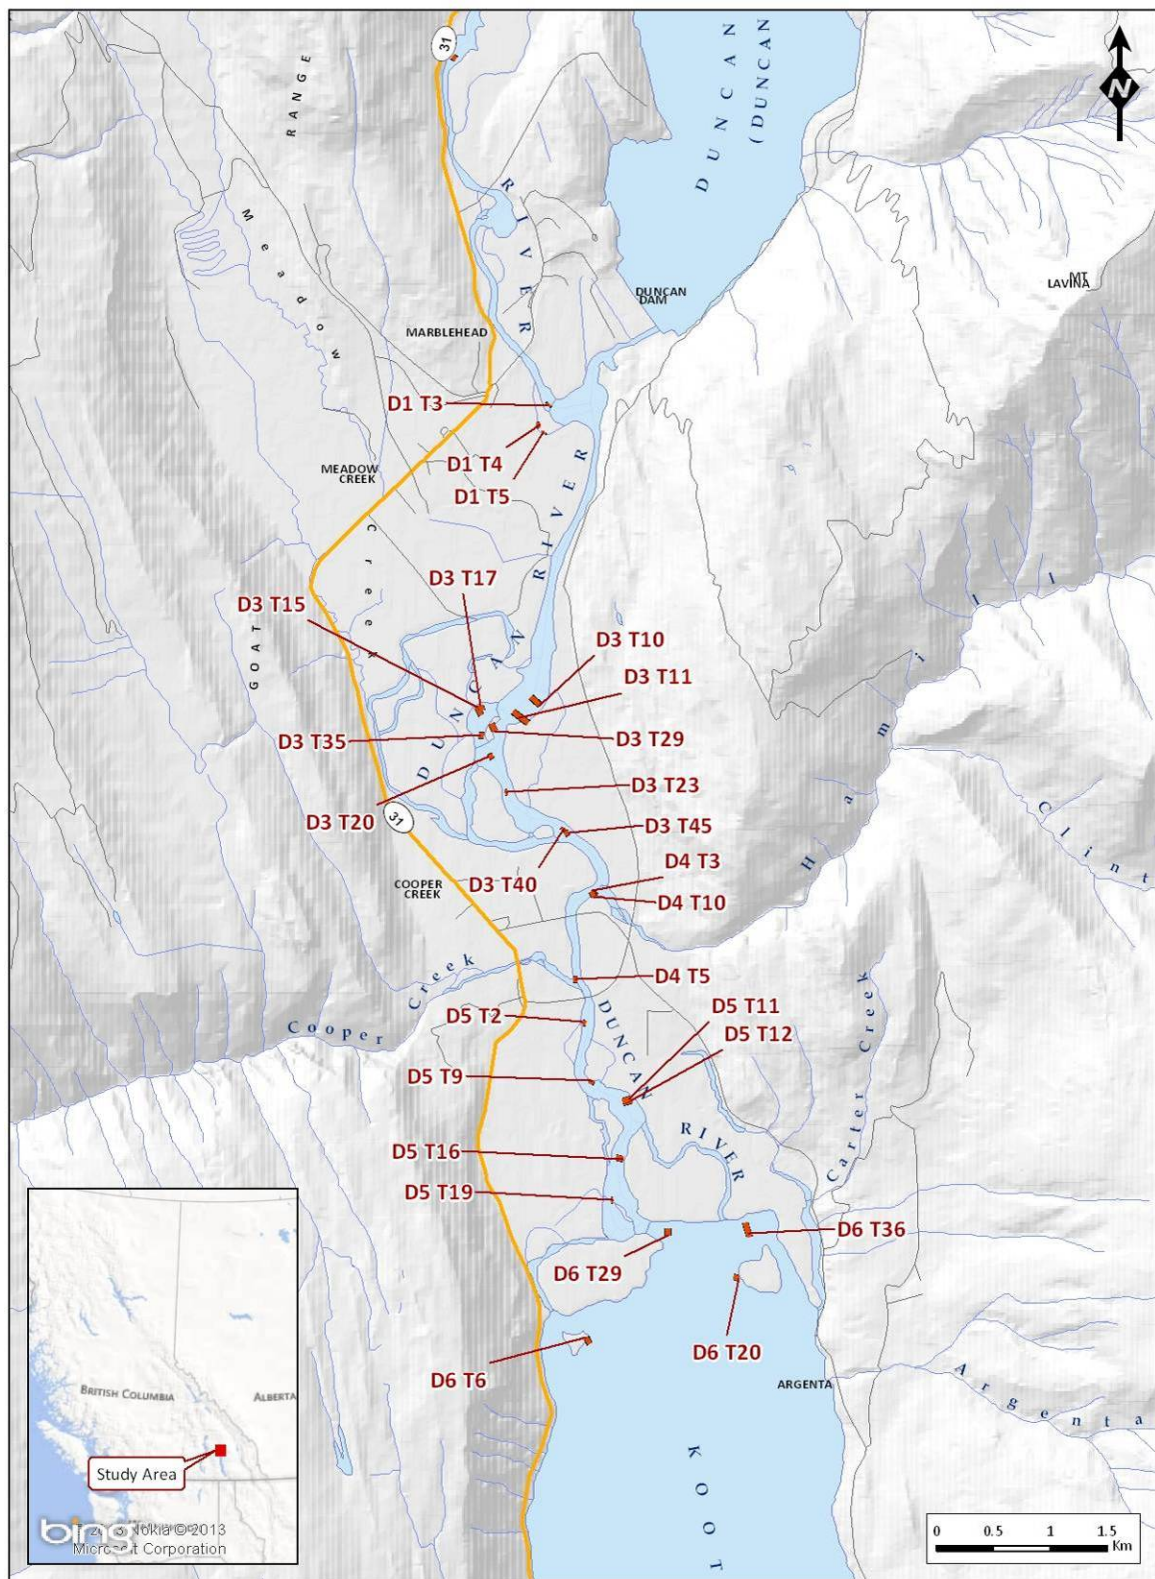 31
N
DUNCAN
(DUNCAN
RANGE
Meadow
RIVER
MT
LAVINA
DUNCAN
DAM
MARBLEHEAD
D1 T3
D1 T4
D1 T5
MEADOW
CREEK
RIVER
Creek
D3 T17
D3 T15
GOAT
DUNCAN
D3 T10
D3 T11
D3 T35
D3 T29
D3 T23
D3 T20
31
D3 T45
D3 T40
D4 T3
D4 T10
COOPER
CREEK
Hamill
Clint
Cooper Creek
D4 T5
D5 T2
D5 T11
D5 T12
D5 T9
DUNCAN
RIVER
Carter Creek
D5 T16
D5 T19
D6 T36
D6 T29
D6 T20
D6 T6
ARGENTA
Argenta
KOOT
BRITISH COLUMBIA
ALBERTA
Study Area
bing
Nokia © 2013
Microsoft Corporation
0 0.5 1 1.5
Km